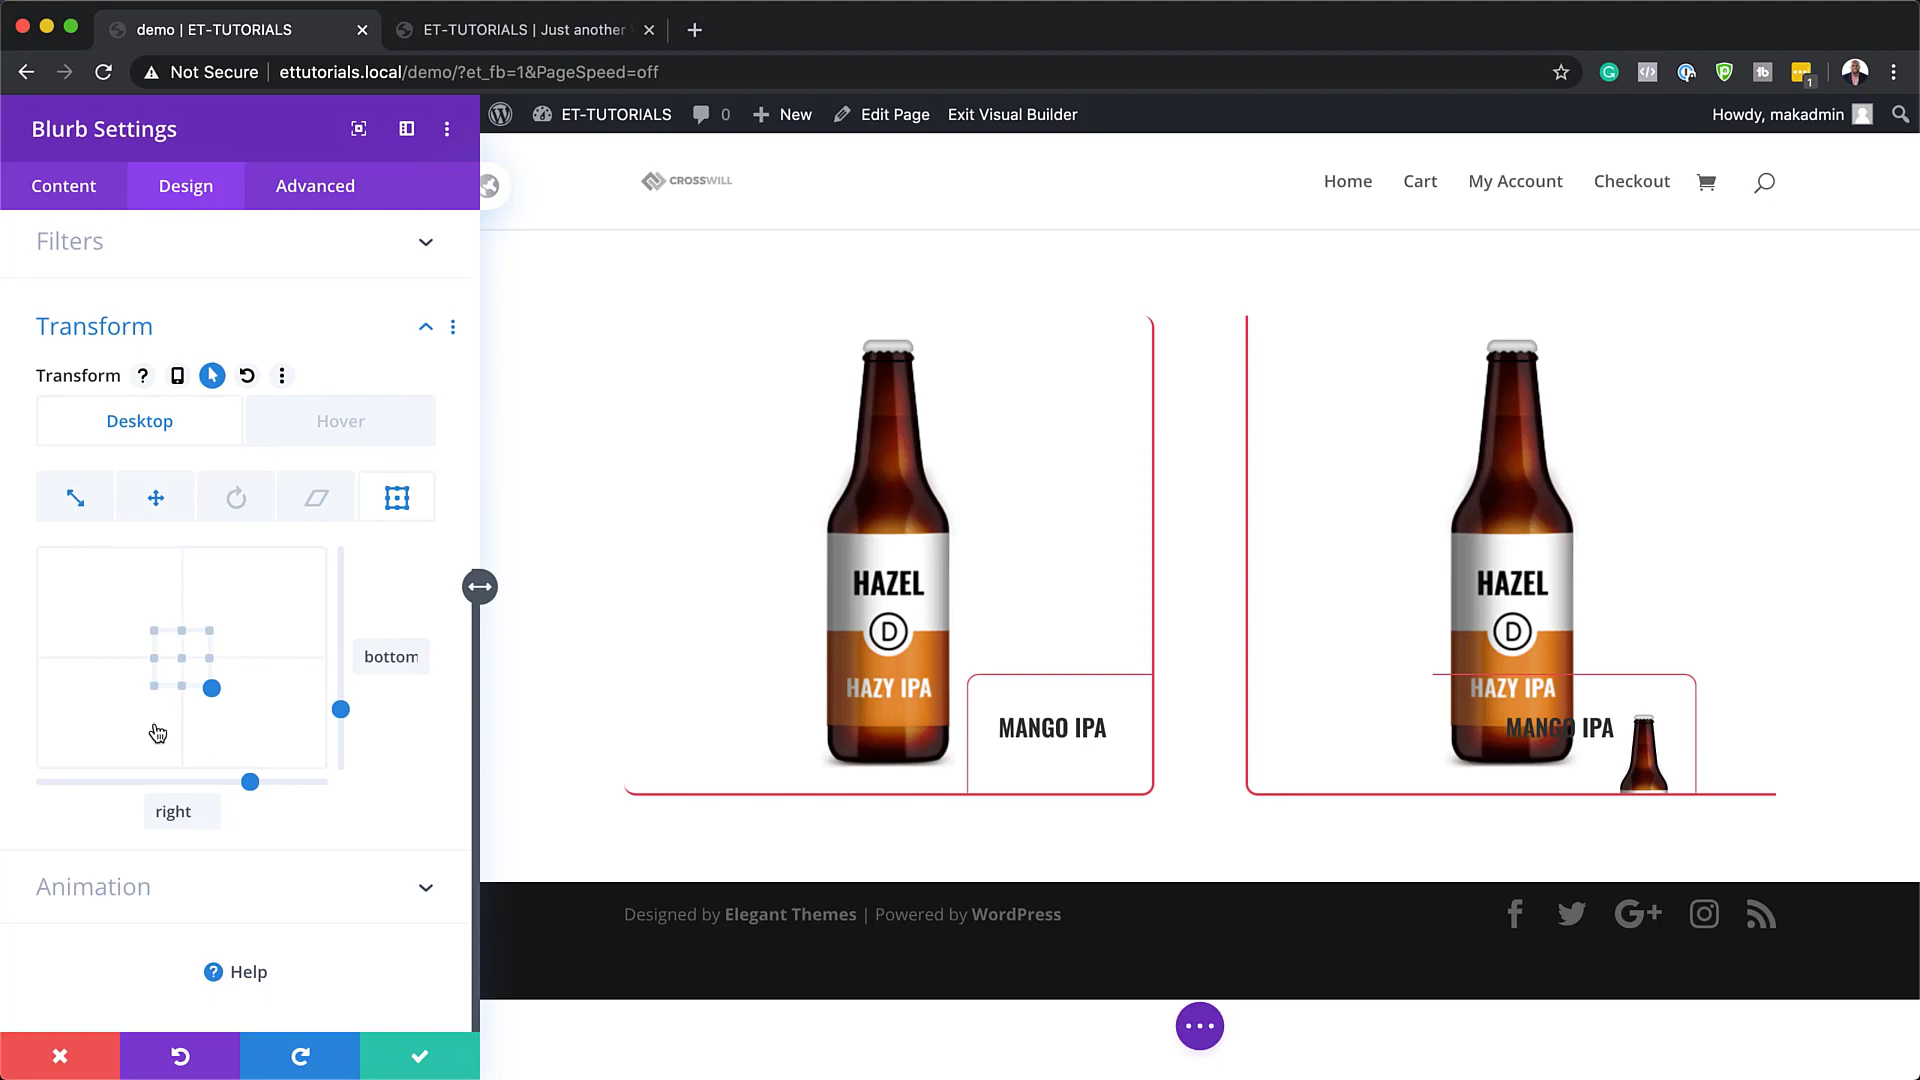 demo | ET-TUTORIALS
ET-TUTORIALS | Just another
Not Secure
ettutorials.local/demo/?et_fb=1&PageSpeed=off
1
Blurb Settings
ET-TUTORIALS
0
New
Edit Page
Exit Visual Builder
Howdy, makadmin
Content
Design
Advanced
CROSSWILL
Home
Cart
My Account
Checkout
Filters
Transform
Transform
Desktop
Hover
bottom
right
Animation
Help
HAZEL
D
HAZY IPA
MANGO IPA
HAZEL
D
HAZY IPA
MANGO IPA
Designed by Elegant Themes | Powered by WordPress